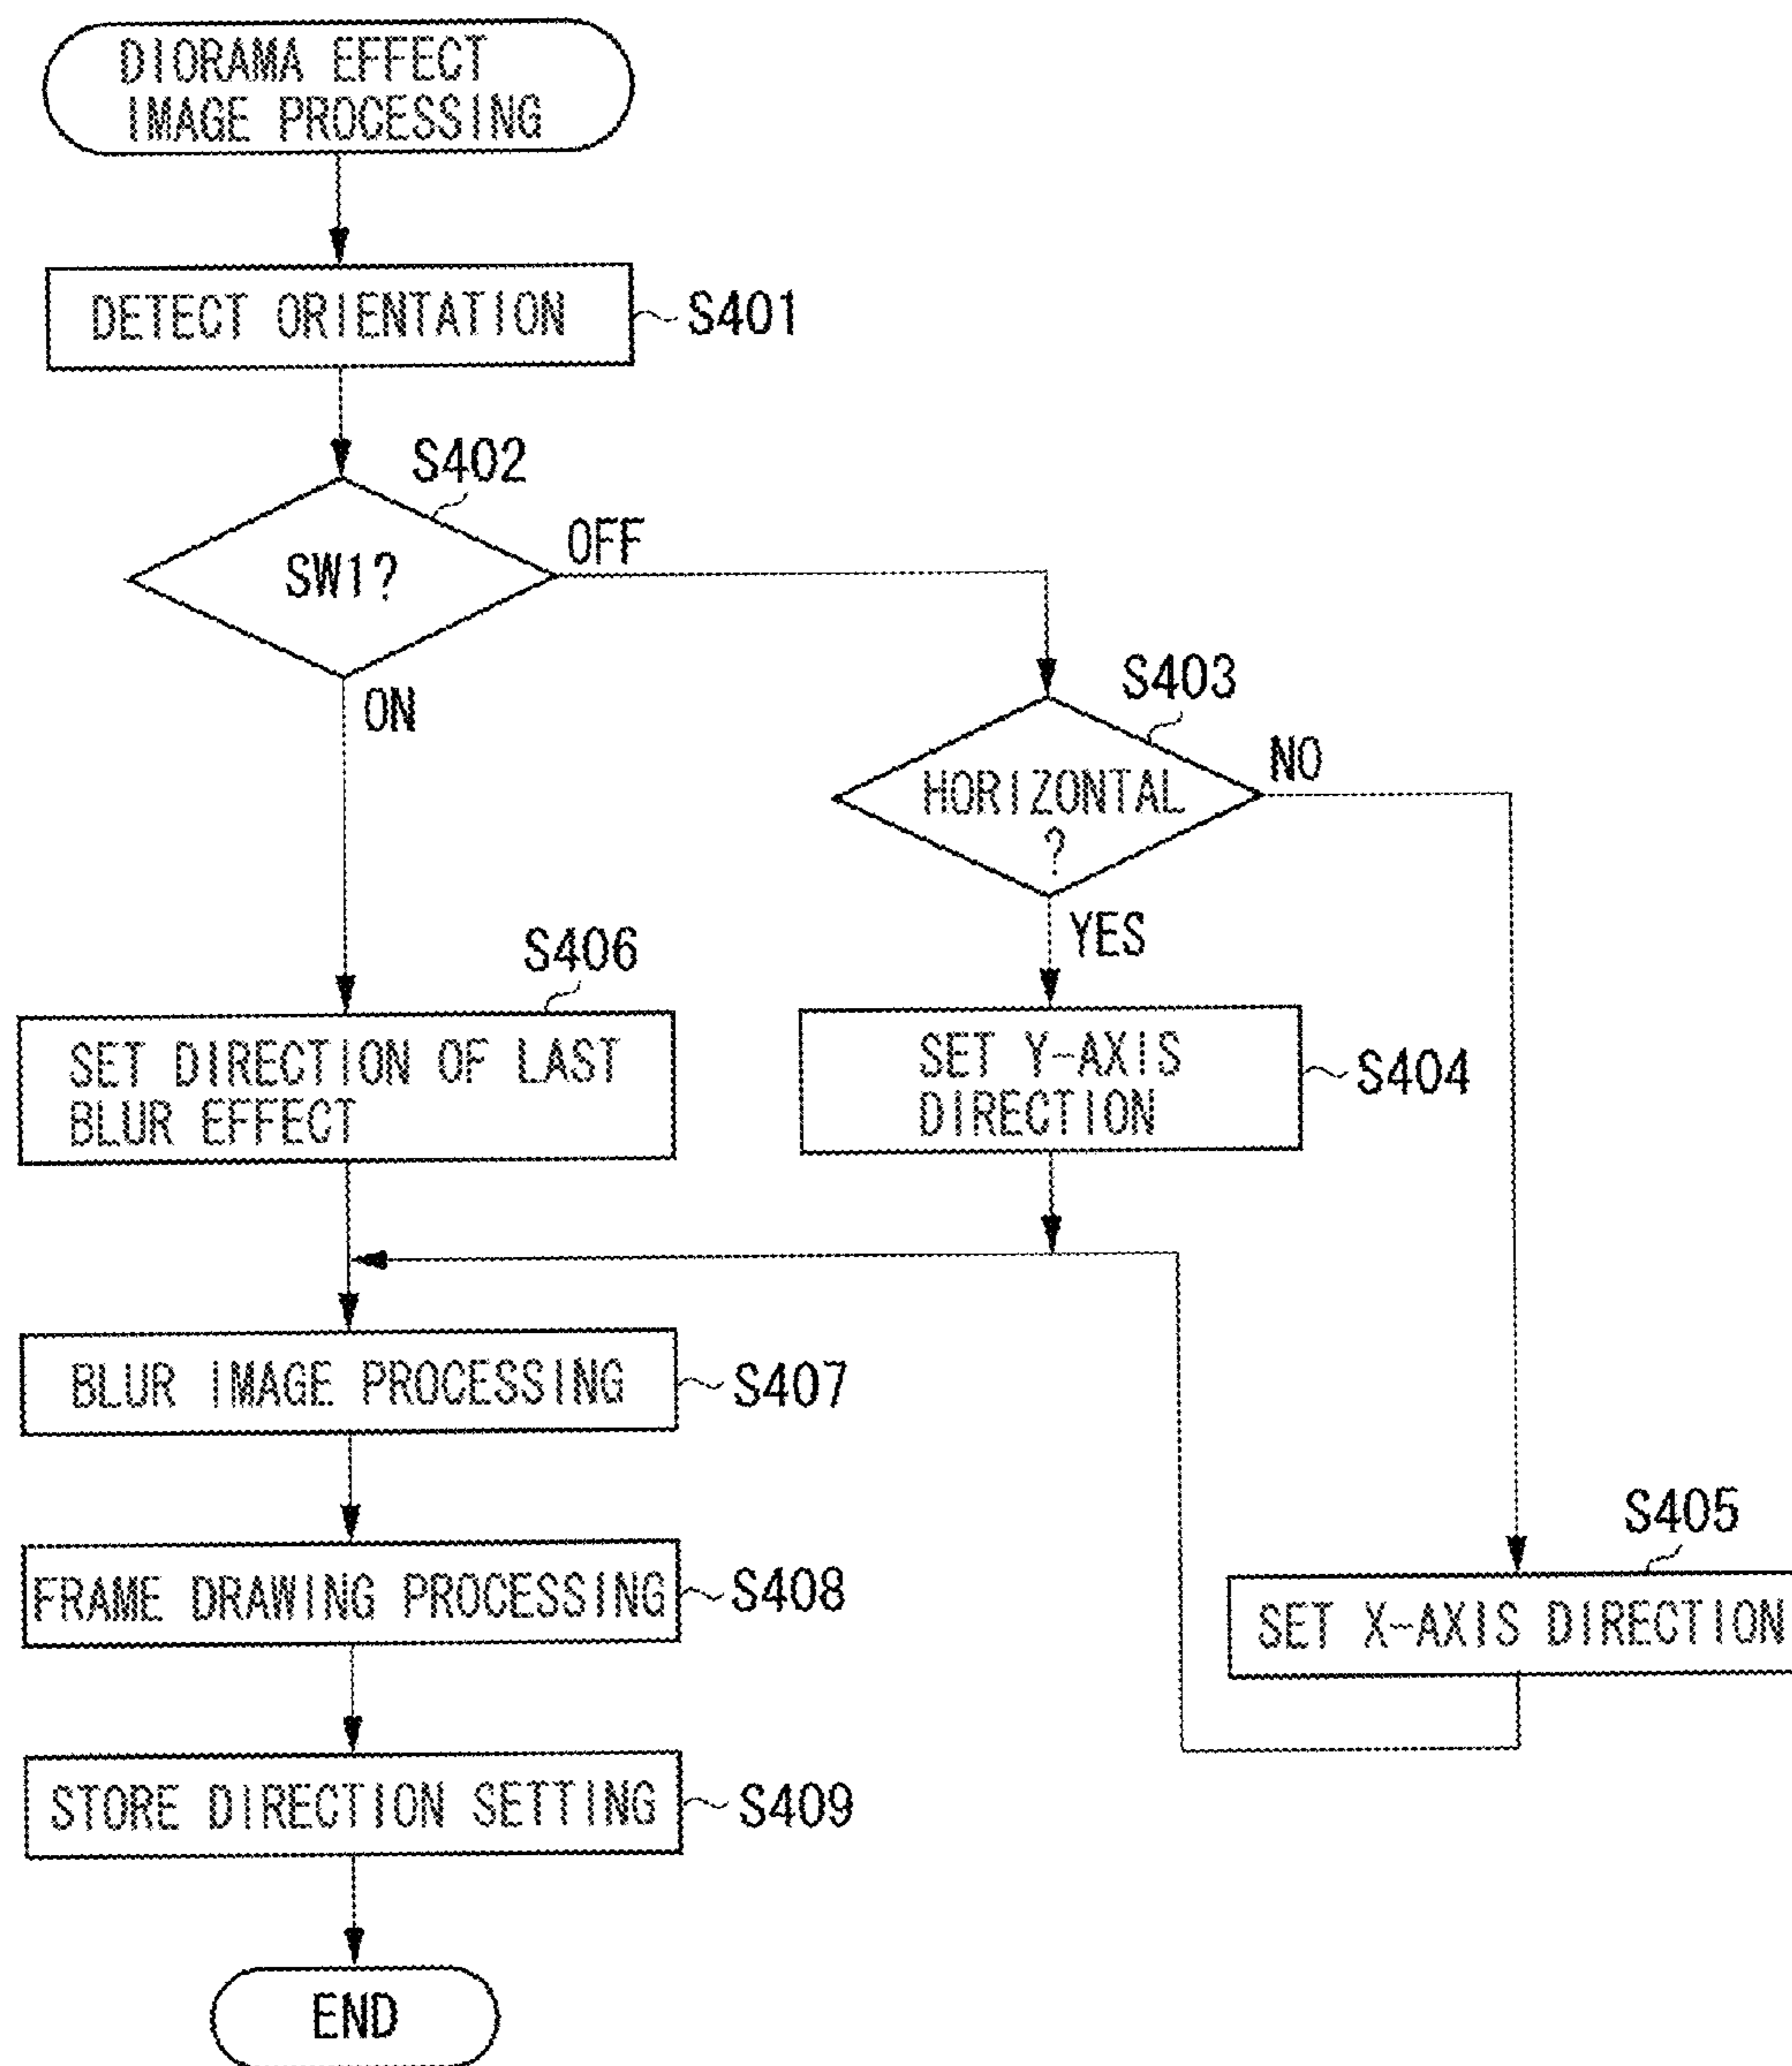 DIORAMA EFFECT
IMAGE PROCESSING
DETECT ORIENTATION
S401
S402
SW1?
OFF
ON
S403
HORIZONTAL
?
NO
YES
S406
SET DIRECTION OF LAST
BLUR EFFECT
SET Y-AXIS
DIRECTION
S404
BLUR IMAGE PROCESSING
S407
S405
SET X-AXIS DIRECTION
FRAME DRAWING PROCESSING
S408
STORE DIRECTION SETTING
S409
END